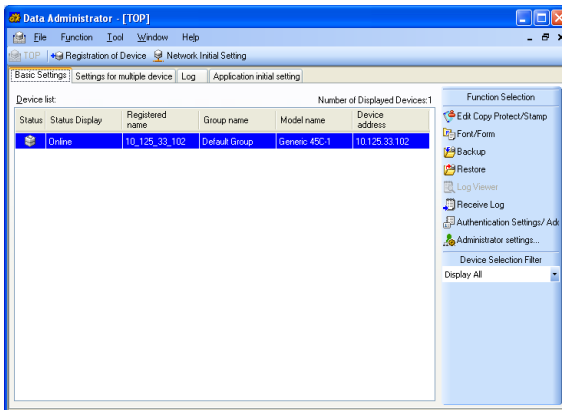 Data Administrator - [TOP]
File Function Tool Window Help
TOP Registration of Device Network Initial Setting
Basic Settings Settings for multiple device Log Application initial setting
Device list: Number of Displayed Devices:1
Status Status Display Registered name Group name Model name Device address
Online 10_125_33_102 Default Group Generic 45C-1 10.125.33.102
Function Selection
Edit Copy Protect/Stamp
Font/Form
Backup
Restore
Log Viewer
Receive Log
Authentication Settings/
Administrator settings...
Device Selection Filter
Display All